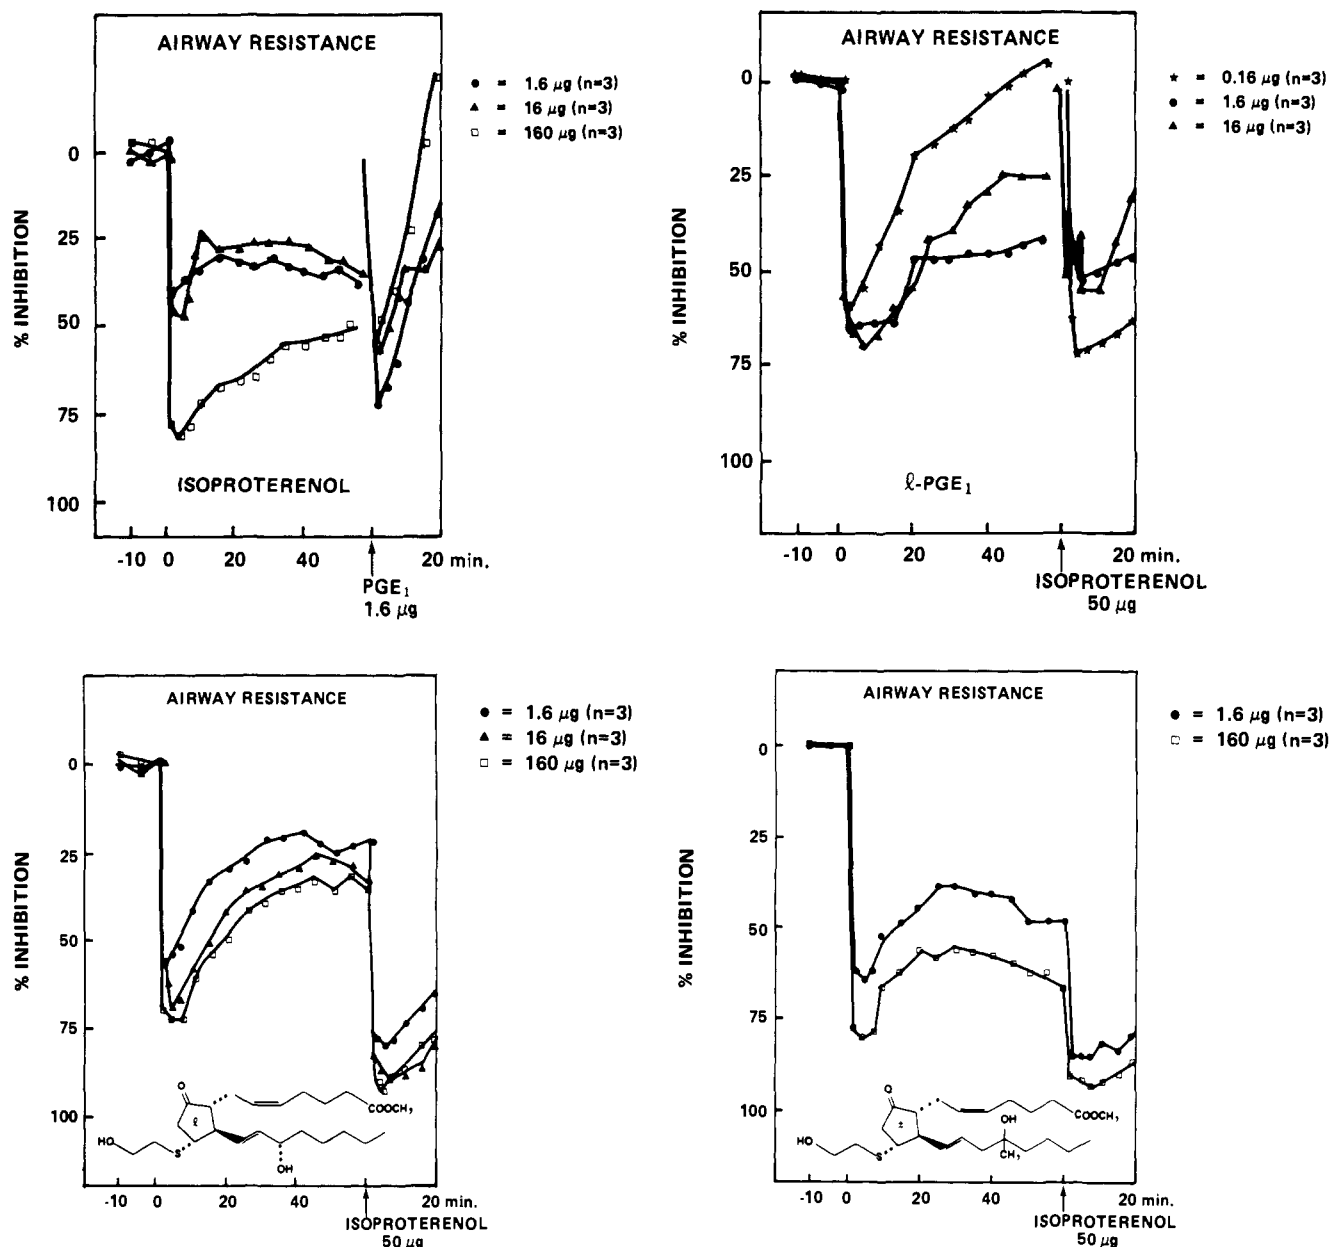 AIRWAY RESISTANCE
● = 1.6 μg (n=3)
▲ = 16 μg (n=3)
□ = 160 μg (n=3)
% INHIBITION
0
25
50
75
100
ISOPROTERENOL
-10 0 20 40 20 min.
PGE₁
1.6 μg
AIRWAY RESISTANCE
★ = 0.16 μg (n=3)
● = 1.6 μg (n=3)
▲ = 16 μg (n=3)
% INHIBITION
0
25
50
75
100
ℓ-PGE₁
-10 0 20 40 20 min.
ISOPROTERENOL
50 μg
AIRWAY RESISTANCE
● = 1.6 μg (n=3)
▲ = 16 μg (n=3)
□ = 160 μg (n=3)
% INHIBITION
0
25
50
75
100
O
ℓ
COOCH₃
HO
S
OH
-10 0 20 40 20 min.
ISOPROTERENOL
50 μg
AIRWAY RESISTANCE
● = 1.6 μg (n=3)
□ = 160 μg (n=3)
% INHIBITION
0
25
50
75
100
O
±
COOCH₃
OH
HO
S
CH₃
-10 0 20 40 20 min.
ISOPROTERENOL
50 μg